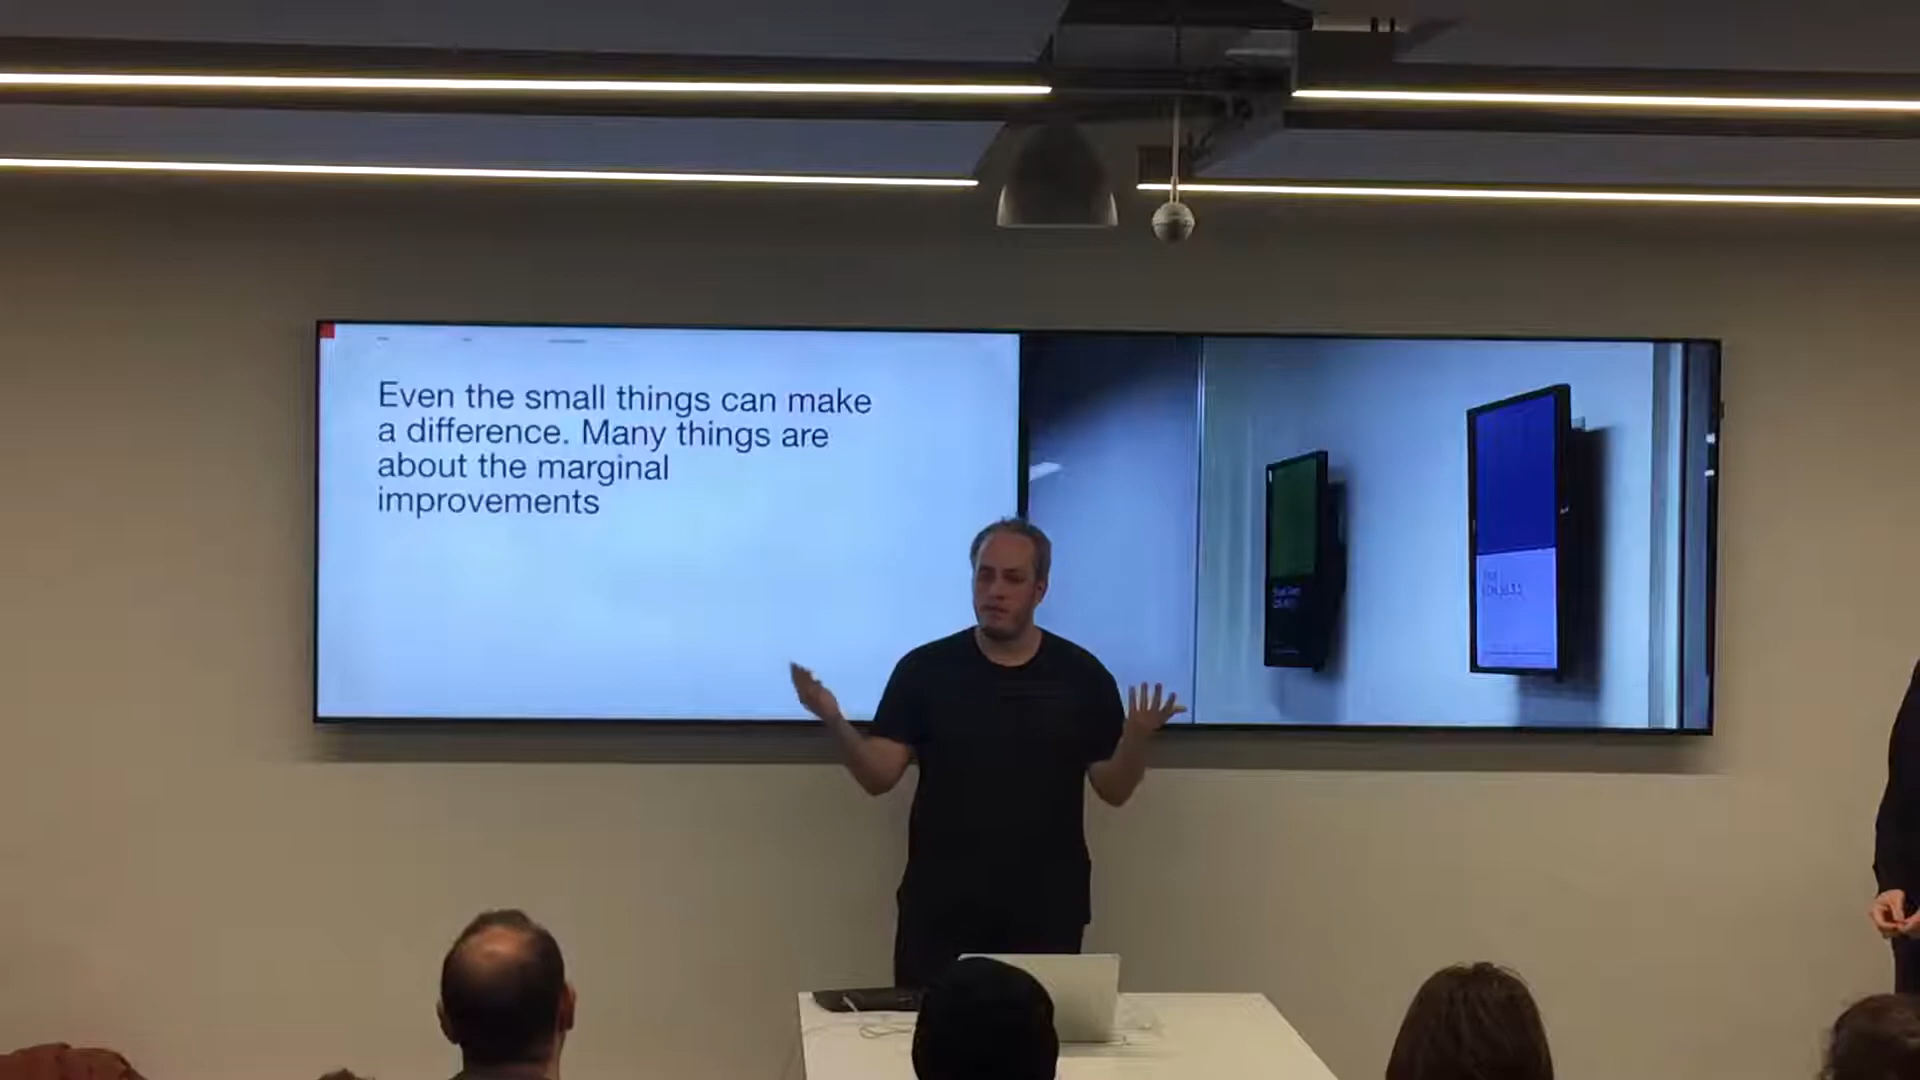 Even the small things can make
a difference. Many things are
about the marginal
improvements